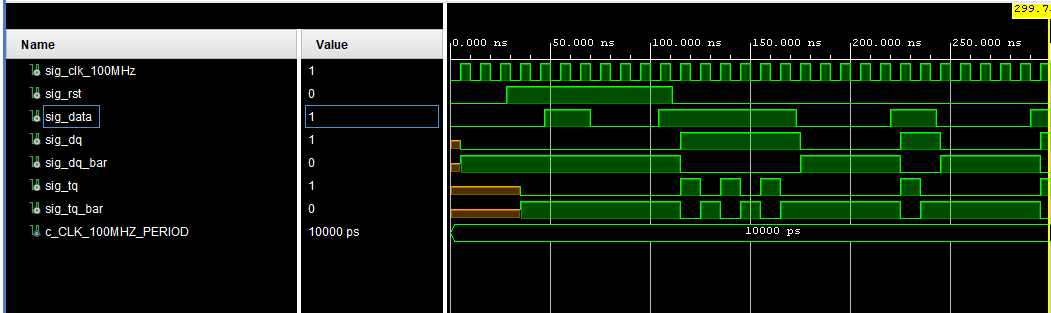 299.7
Name Value
0.000 ns 50.000 ns 100.000 ns 150.000 ns 200.000 ns 250.000 ns
sig_clk_100MHz 1
sig_rst 0
sig_data 1
sig_dq 1
sig_dq_bar 0
sig_tq 1
sig_tq_bar 0
c_CLK_100MHZ_PERIOD 10000 ps 10000 ps